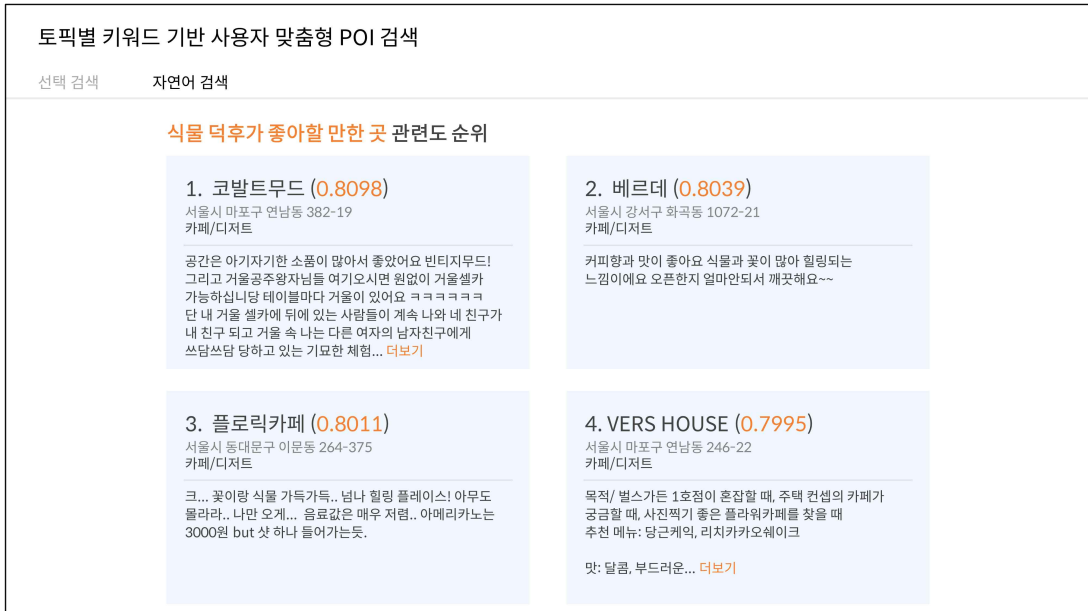 토픽별 키워드 기반 사용자 맞춤형 POI 검색
선택 검색
자연어 검색
식물 덕후가 좋아할 만한 곳 관련도 순위
1. 코발트무드 (0.8098)
서울시 마포구 연남동 382-19
카페/디저트
공간은 아기자기한 소품이 많아서 좋았어요 빈티지무드!
그리고 거울공주왕자님들 여기오시면 원없이 거울셀카
가능하십니당 테이블마다 거울이 있어요 ㅋㅋㅋㅋㅋㅋ
단 내 거울 셀카에 뒤에 있는 사람들이 계속 나와 네 친구가
내 친구 되고 거울 속 나는 다른 여자의 남자친구에게
쓰담쓰담 당하고 있는 기묘한 체험... 더보기
2. 베르데 (0.8039)
서울시 강서구 화곡동 1072-21
카페/디저트
커피향과 맛이 좋아요 식물과 꽃이 많아 힐링되는
느낌이에요 오픈한지 얼마안되서 깨끗해요~~
3. 플로릭카페 (0.8011)
서울시 동대문구 이문동 264-375
카페/디저트
크... 꽃이랑 식물 가득가득.. 넘나 힐링 플레이스! 아무도
몰라라.. 나만 오게... 음료값은 매우 저렴.. 아메리카노는
3000원 but 샷 하나 들어가는듯.
4. VERS HOUSE (0.7995)
서울시 마포구 연남동 246-22
카페/디저트
목적/ 벌스가든 1호점이 혼잡할 때, 주택 컨셉의 카페가
궁금할 때, 사진찍기 좋은 플라워카페를 찾을 때
추천 메뉴: 당근케익, 리치카카오쉐이크
맛: 달콤, 부드러운... 더보기